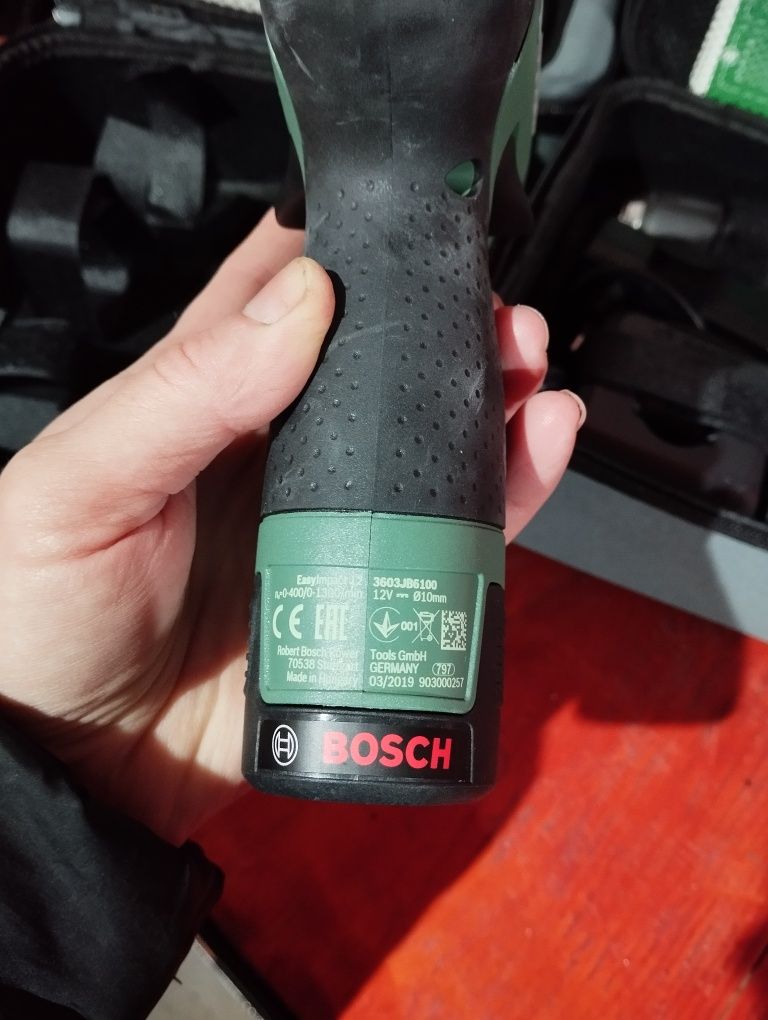 EasyImpact 12
3603JB6100
n₀=0-400/0-1300/min
12V ⎓ Ø10mm
CE EAC 001
Robert Bosch Power Tools GmbH
70538 Stuttgart GERMANY 797
Made in Hungary 03/2019 903000257
BOSCH